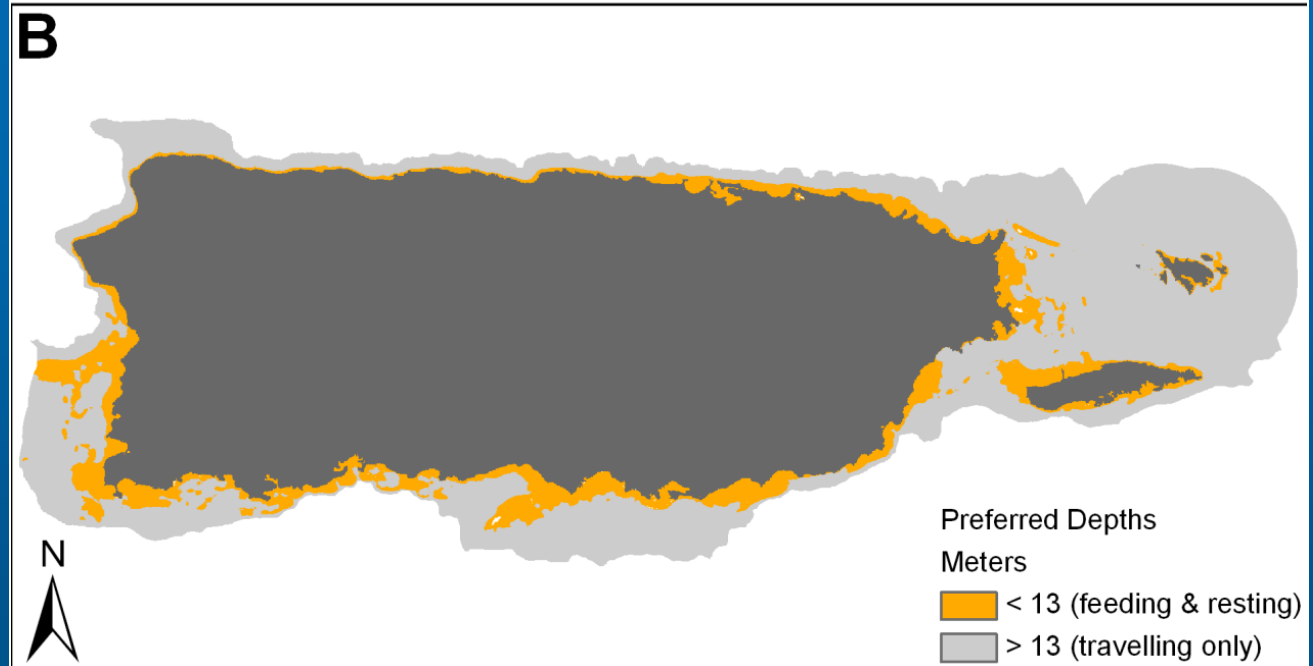 B
N
Preferred Depths
Meters
< 13 (feeding & resting)
> 13 (travelling only)